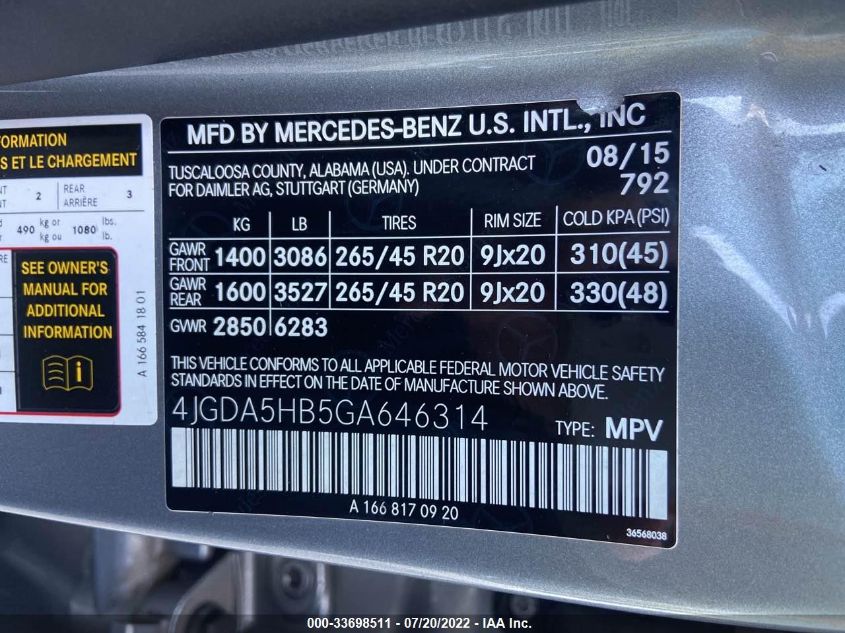 FORMATION
S ET LE CHARGEMENT
NT 2 REAR ARRIÈRE 3
490 kg or kg ou 1080 lbs. lb.
SEE OWNER'S
MANUAL FOR
ADDITIONAL
INFORMATION
A 166 584 18 01
MFD BY MERCEDES-BENZ U.S. INTL., INC
TUSCALOOSA COUNTY, ALABAMA (USA). UNDER CONTRACT
FOR DAIMLER AG, STUTTGART (GERMANY)
08/15
792
KG LB TIRES RIM SIZE COLD KPA (PSI)
GAWR FRONT 1400 3086 265/45 R20 9Jx20 310(45)
GAWR REAR 1600 3527 265/45 R20 9Jx20 330(48)
GVWR 2850 6283
THIS VEHICLE CONFORMS TO ALL APPLICABLE FEDERAL MOTOR VEHICLE SAFETY
STANDARDS IN EFFECT ON THE DATE OF MANUFACTURE SHOWN ABOVE.
4JGDA5HB5GA646314
TYPE: MPV
A 166 817 09 20
36568038
000-33698511 - 07/20/2022 - IAA Inc.